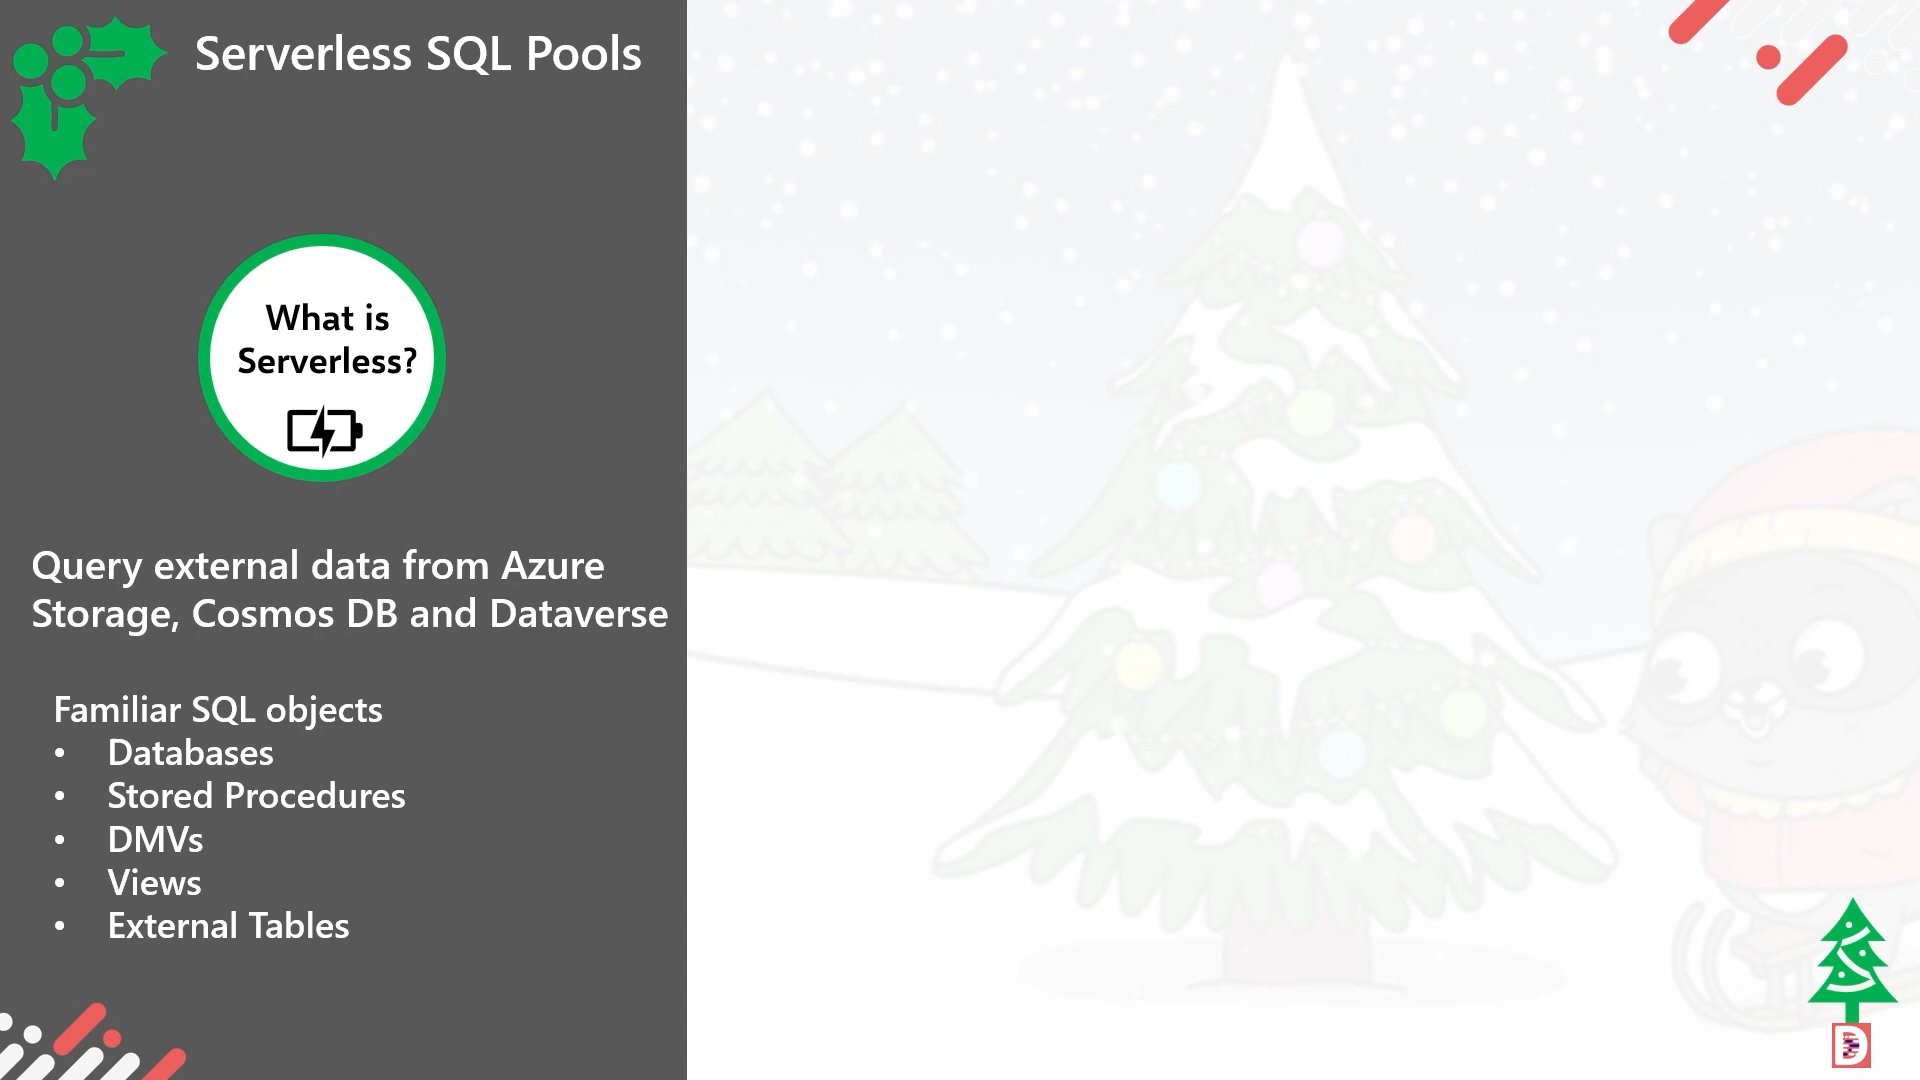 Serverless SQL Pools
What is
Serverless?
Query external data from Azure
Storage, Cosmos DB and Dataverse
Familiar SQL objects
• Databases
• Stored Procedures
• DMVs
• Views
• External Tables
D